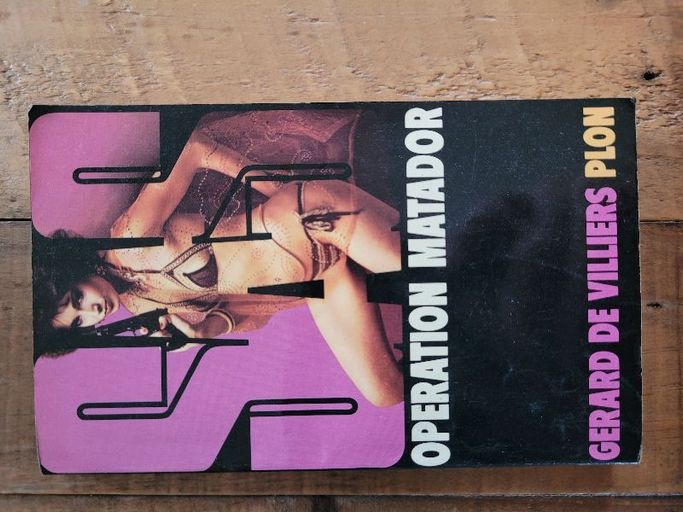 SAS
OPERATION MATADOR
GERARD DE VILLIERS PLON